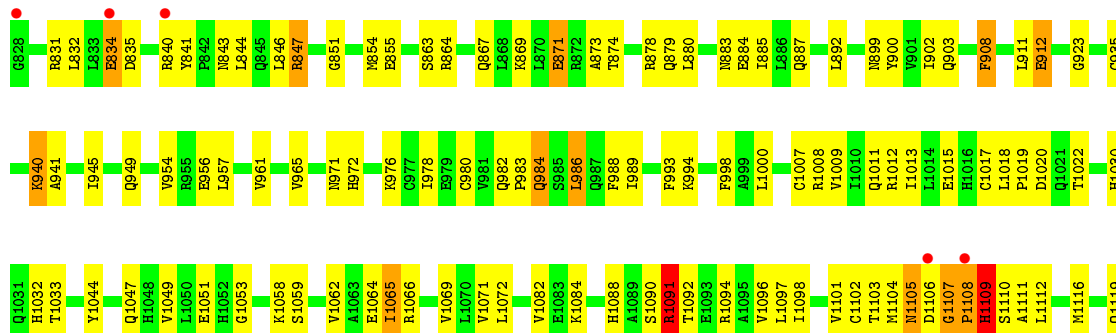 G828 R831 L832 L833 E834 D835 R840 Y841 P842 N843 L844 Q845 L846 R847 G851 M854 E855 S863 R864 Q867 L868 K869 L870 E871 R872 A873 T874 R878 Q879 L880 N883 E884 I885 L886 Q887 L892 N899 Y900 V901 I902 Q903 F908 L911 E912 G923
K940 A941 I945 Q949 V954 R955 E956 L957 V961 V965 N971 H972 K976 C977 I978 E979 C980 V981 Q982 P983 Q984 S985 L986 Q987 F988 I989 F993 K994 F998 A999 L1000 C1007 R1008 V1009 I1010 Q1011 R1012 I1013 L1014 E1015 H1016 C1017 L1018 P1019 D1020 Q1021 T1022 H1030
Q1031 H1032 T1033 Y1044 Q1047 H1048 V1049 L1050 E1051 H1052 G1053 K1058 S1059 V1062 A1063 E1064 I1065 R1066 V1069 L1070 V1071 L1072 V1082 E1083 K1084 H1088 A1089 S1090 R1091 T1092 E1093 R1094 A1095 V1096 L1097 I1098 V1101 C1102 T1103 M1104 N1105 D1106 G1107 P1108 H1109 S1110 A1111 L1112 M1116